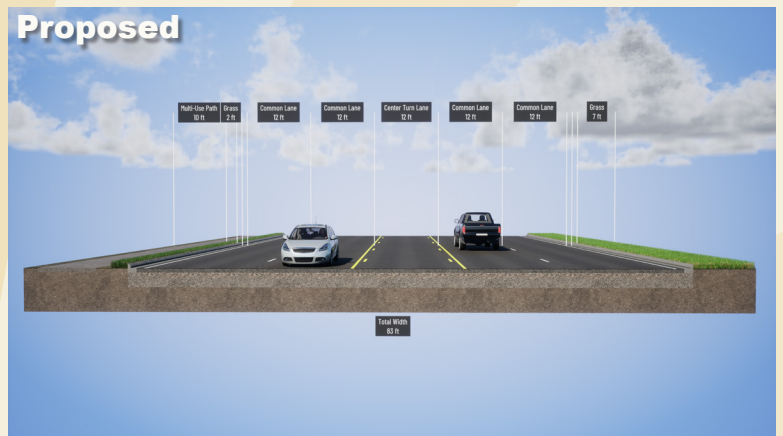 Proposed
Multi-Use Path
10 ft
Grass
2 ft
Common Lane
12 ft
Common Lane
12 ft
Center Turn Lane
12 ft
Common Lane
12 ft
Common Lane
12 ft
Grass
7 ft
Total Width
83 ft